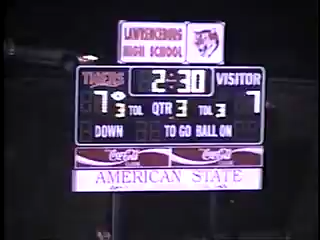 LAWRENCEBURG
HIGH SCHOOL
TIGERS 2:30 VISITOR
7 3 TOL QTR 3 TOL 3 7
DOWN TO GO BALL ON
Coca-Cola Coca-Cola
AMERICAN STATE